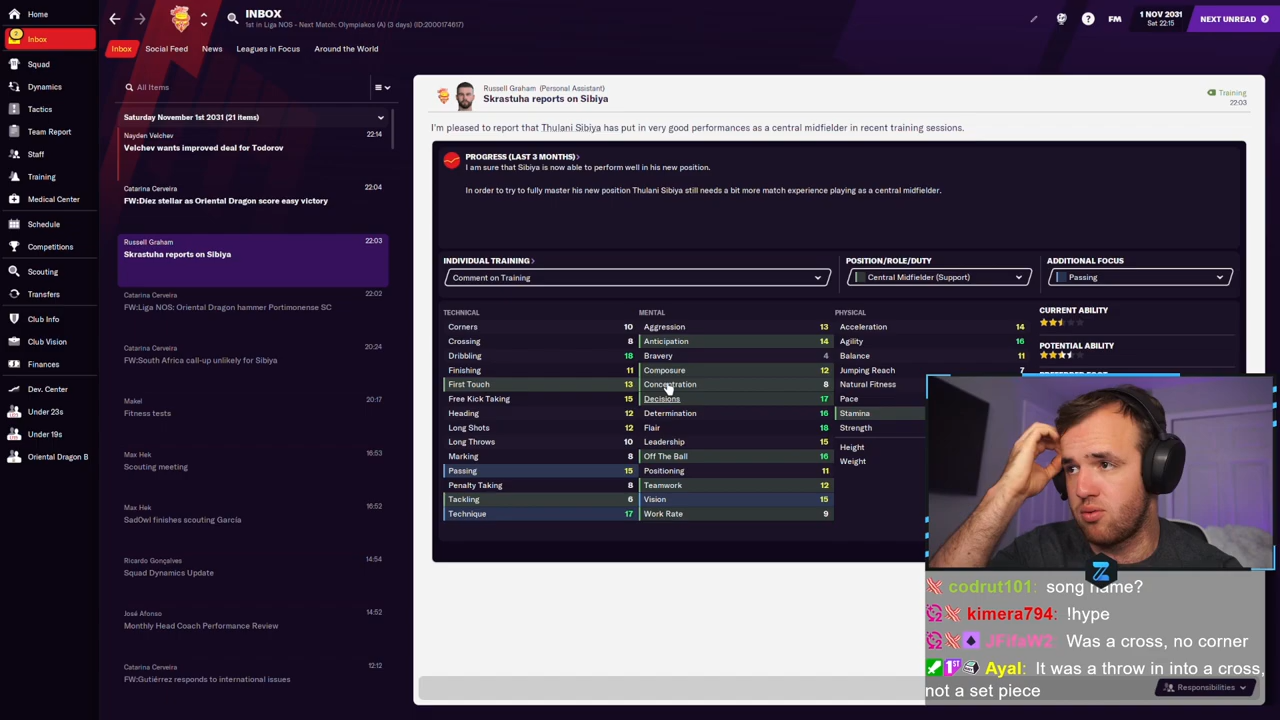 Home
INBOX
1st in Liga NOS - Next Match: Olympiakos (A) (3 days) (ID:2000174617)
FM
1 NOV 2031
Sat 22:15
NEXT UNREAD
2
Inbox
Squad
Dynamics
Tactics
Team Report
Staff
Training
Medical Center
Schedule
Competitions
Scouting
Transfers
Club Info
Club Vision
Finances
Dev. Center
Under 23s
Under 19s
Oriental Dragon B
Inbox
Social Feed
News
Leagues in Focus
Around the World
All Items
Saturday November 1st 2031 (21 items)
Nayden Velchev
22:14
Velchev wants improved deal for Todorov
Catarina Cerveira
22:04
FW:Díez stellar as Oriental Dragon score easy victory
Russell Graham
22:03
Skrastuha reports on Sibiya
Catarina Cerveira
22:02
FW:Liga NOS: Oriental Dragon hammer Portimonense SC
Catarina Cerveira
20:24
FW:South Africa call-up unlikely for Sibiya
Makel
20:17
Fitness tests
Max Hek
16:53
Scouting meeting
Max Hek
16:52
Sad0wl finishes scouting García
Ricardo Gonçalves
14:54
Squad Dynamics Update
José Afonso
14:52
Monthly Head Coach Performance Review
Catarina Cerveira
12:12
FW:Gutiérrez responds to international issues
Russell Graham (Personal Assistant)
Skrastuha reports on Sibiya
Training
22:03
I'm pleased to report that Thulani Sibiya has put in very good performances as a central midfielder in recent training sessions.
PROGRESS (LAST 3 MONTHS)
I am sure that Sibiya is now able to perform well in his new position.
In order to try to fully master his new position Thulani Sibiya still needs a bit more match experience playing as a central midfielder.
INDIVIDUAL TRAINING
Comment on Training
POSITION/ROLE/DUTY
Central Midfielder (Support)
ADDITIONAL FOCUS
Passing
TECHNICAL
Corners 10
Crossing 8
Dribbling 18
Finishing 11
First Touch 13
Free Kick Taking 15
Heading 12
Long Shots 12
Long Throws 10
Marking 8
Passing 15
Penalty Taking 8
Tackling 6
Technique 17
MENTAL
Aggression 13
Anticipation 14
Bravery 4
Composure 12
Concentration 8
Decisions 17
Determination 16
Flair 18
Leadership 15
Off The Ball 16
Positioning 11
Teamwork 12
Vision 15
Work Rate 9
PHYSICAL
Acceleration 14
Agility 16
Balance 11
Jumping Reach 7
Natural Fitness
Pace
Stamina
Strength
Height
Weight
CURRENT ABILITY
POTENTIAL ABILITY
codrut101: song name?
kimera794: !hype
JFifaW2: Was a cross, no corner
1ST Ayal: It was a throw in into a cross,
not a set piece
Responsibilities